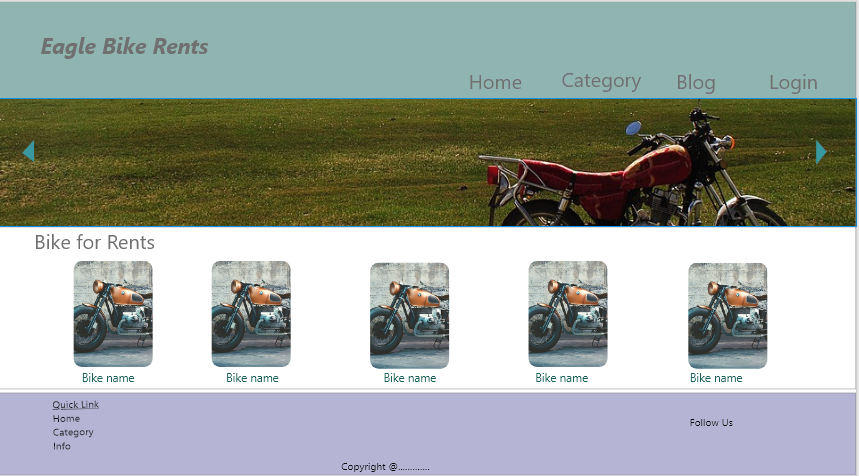 Eagle Bike Rents
Home Category Blog Login
Bike for Rents
Bike name Bike name Bike name Bike name Bike name
Quick Link
Home
Category
Info
Follow Us
Copyright @............